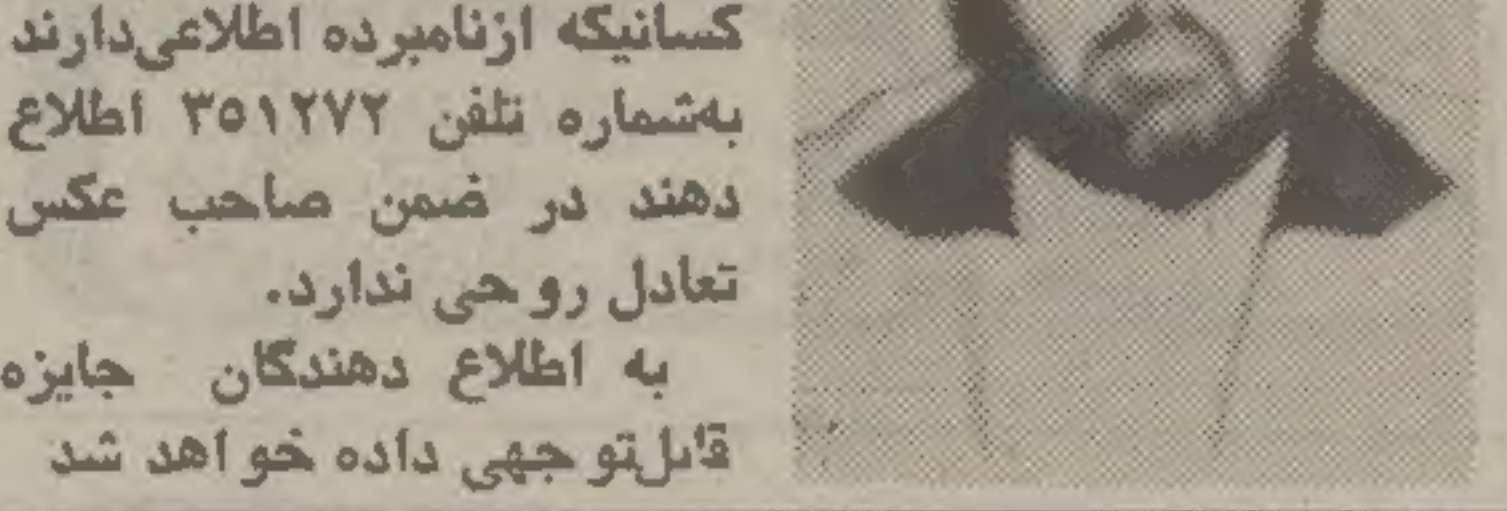 کسانیکه ازنامبرده اطلاعی‌دارند
به‌شماره تلفن ۳۵۱۲۷۲ اطلاع
دهند در ضمن صاحب عکس
تعادل روحی ندارد.
به اطلاع دهندگان جایزه
قابل‌توجهی داده خواهد شد